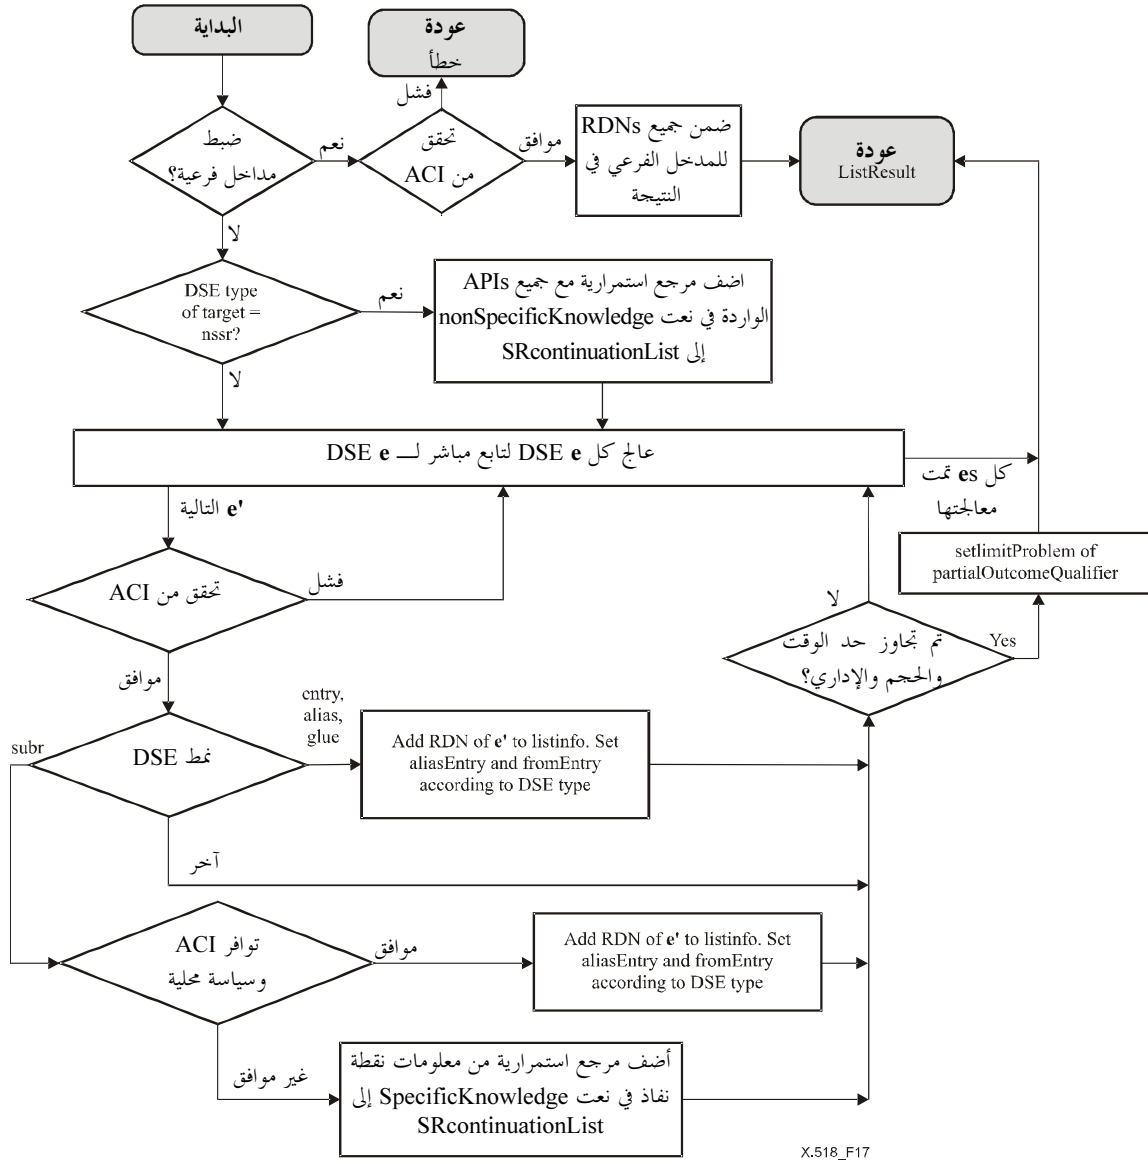 البداية
عودة
خطأ
فشل
ضبط
مداخل فرعية؟
نعم
تحقق
من ACI
موافق
ضمن جميع RDNs
للمدخل الفرعي في
النتيجة
عودة
ListResult
لا
DSE type
of target =
nssr?
نعم
اضف مرجع استمرارية مع جميع APIs
الواردة في نعت nonSpecificKnowledge
إلى SRcontinuationList
لا
عالج كل DSE e لتابع مباشر لــ DSE e
كل es تمت
معالجتها
e' التالية
setlimitProblem of
partialOutcomeQualifier
تحقق من ACI
فشل
لا
تم تجاوز حد الوقت
والحجم والإداري؟
Yes
موافق
entry,
alias,
glue
subr
نمط DSE
Add RDN of e' to listinfo. Set
aliasEntry and fromEntry
according to DSE type
آخر
توافر ACI
وسياسة محلية
موافق
Add RDN of e' to listinfo. Set
aliasEntry and fromEntry
according to DSE type
غير موافق
أضف مرجع استمرارية من معلومات نقطة
نفاذ في نعت SpecificKnowledge إلى
SRcontinuationList
X.518_F17